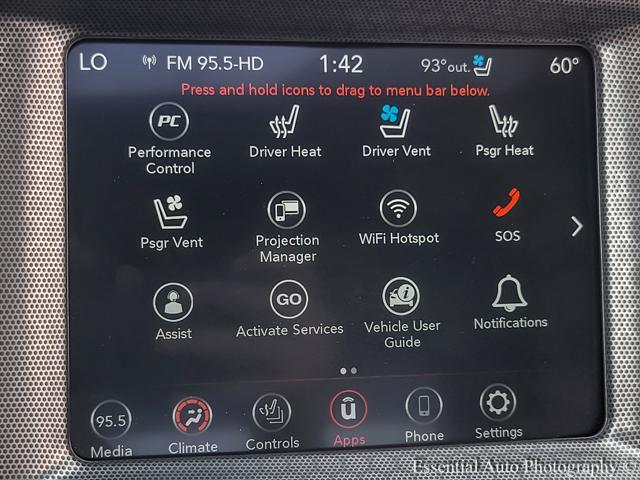 LO FM 95.5-HD 1:42 93° out. 60°
Press and hold icons to drag to menu bar below.
PC
Performance Control
Driver Heat
Driver Vent
Psgr Heat
Psgr Vent
Projection Manager
WiFi Hotspot
SOS
Assist
GO
Activate Services
i
Vehicle User Guide
Notifications
95.5
Media
Climate
Controls
u
Apps
Phone
Settings
Essential Auto Photography ©